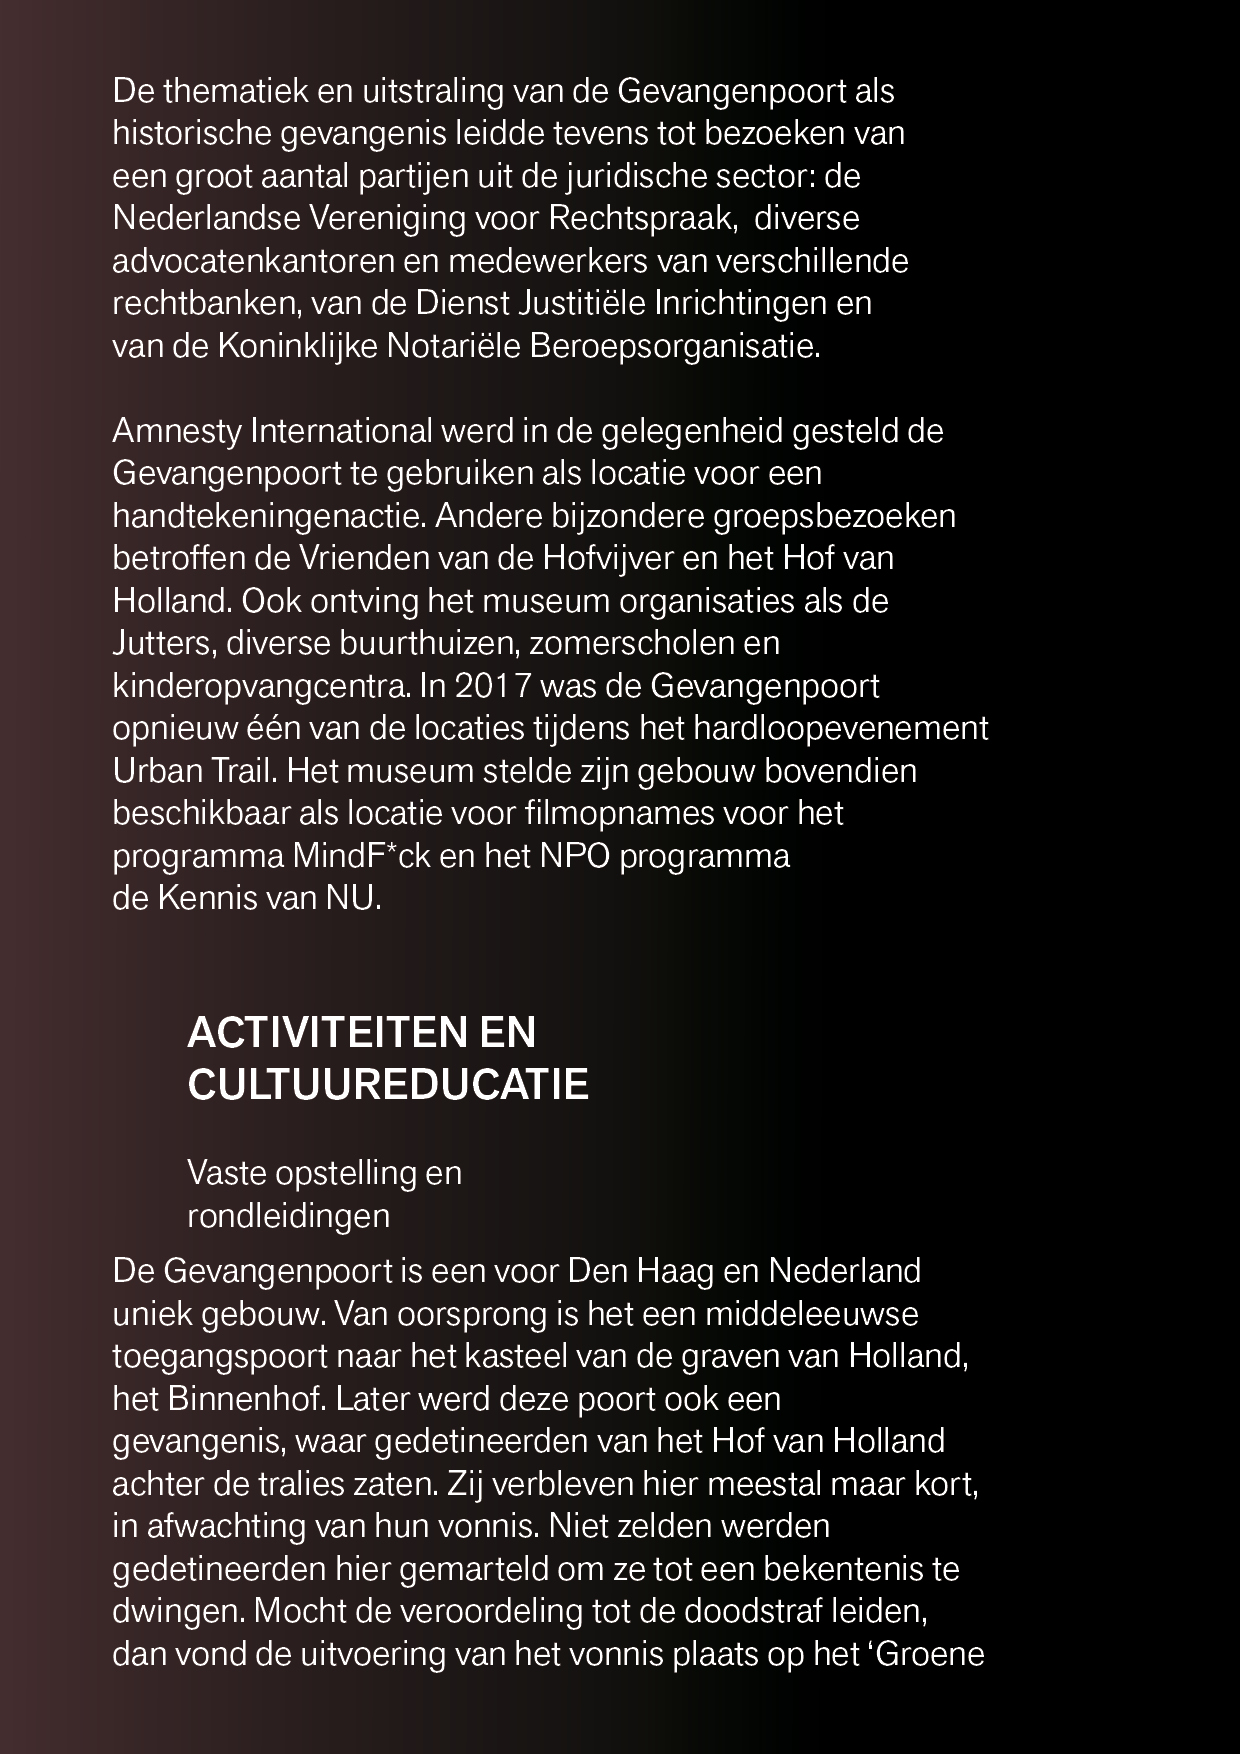 De thematiek en uitstraling van de Gevangenpoort als
historische gevangenis leidde tevens tot bezoeken van
een groot aantal partijen uit de juridische sector: de
Nederlandse Vereniging voor Rechtspraak,  diverse
advocatenkantoren en medewerkers van verschillende
rechtbanken, van de Dienst Justitiële Inrichtingen en
van de Koninklijke Notariële Beroepsorganisatie.
Amnesty International werd in de gelegenheid gesteld de
Gevangenpoort te gebruiken als locatie voor een
handtekeningenactie. Andere bijzondere groepsbezoeken
betroffen de Vrienden van de Hofvijver en het Hof van
Holland. Ook ontving het museum organisaties als de
Jutters, diverse buurthuizen, zomerscholen en
kinderopvangcentra. In 2017 was de Gevangenpoort
opnieuw één van de locaties tijdens het hardloopevenement
Urban Trail. Het museum stelde zijn gebouw bovendien
beschikbaar als locatie voor filmopnames voor het
programma MindF*ck en het NPO programma
de Kennis van NU.
ACTIVITEITEN EN
CULTUUREDUCATIE
Vaste opstelling en
rondleidingen
De Gevangenpoort is een voor Den Haag en Nederland
uniek gebouw. Van oorsprong is het een middeleeuwse
toegangspoort naar het kasteel van de graven van Holland,
het Binnenhof. Later werd deze poort ook een
gevangenis, waar gedetineerden van het Hof van Holland
achter de tralies zaten. Zij verbleven hier meestal maar kort,
in afwachting van hun vonnis. Niet zelden werden
gedetineerden hier gemarteld om ze tot een bekentenis te
dwingen. Mocht de veroordeling tot de doodstraf leiden,
dan vond de uitvoering van het vonnis plaats op het ‘Groene